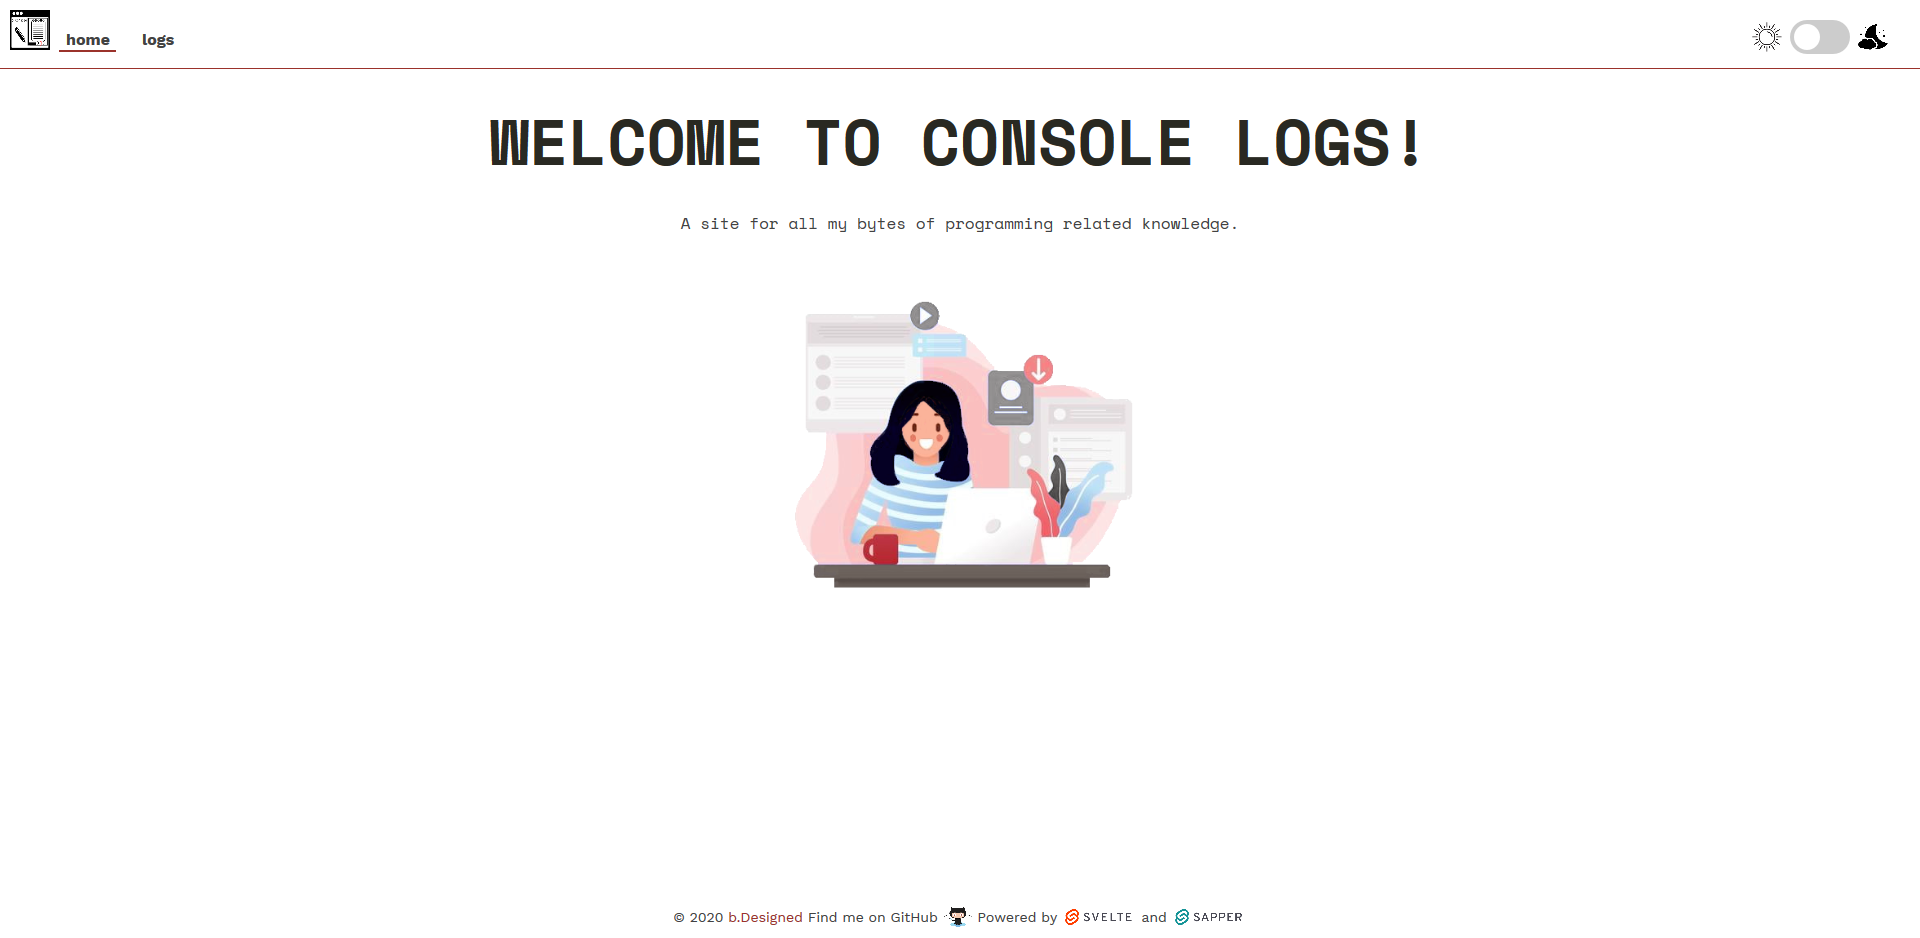 home logs
WELCOME TO CONSOLE LOGS!
A site for all my bytes of programming related knowledge.
© 2020 b.Designed Find me on GitHub Powered by SVELTE and SAPPER